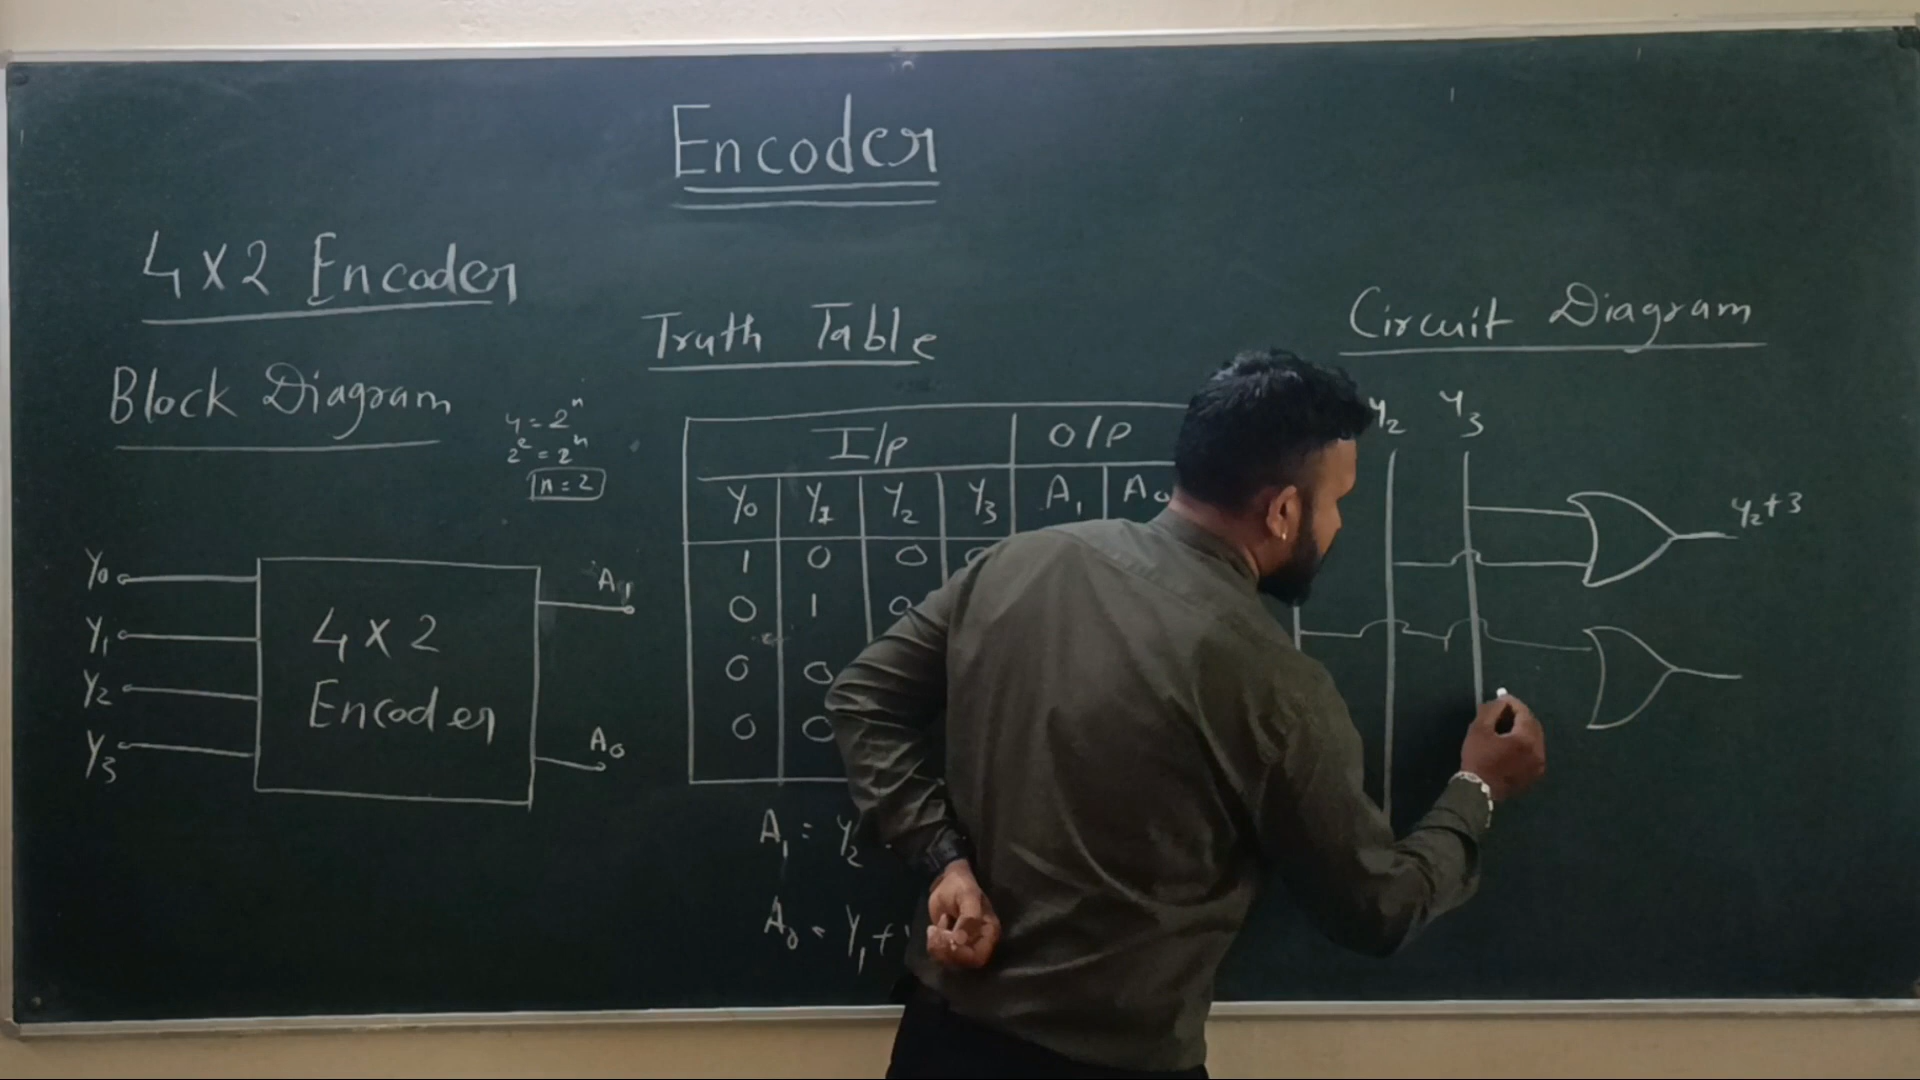 Encoder
4 X 2 Encoder
Block Diagram
4 = 2^n
2^2 = 2^n
n = 2
Y0
Y1
Y2
Y3
4 X 2
Encoder
A1
A0
Truth Table
I/P O/P
Y0 Y1 Y2 Y3 A1 A0
1 0 0
0 1 0
0 0
0 0
A1 = Y2
A0 = Y1 +
Circuit Diagram
Y2 Y3
Y2+3